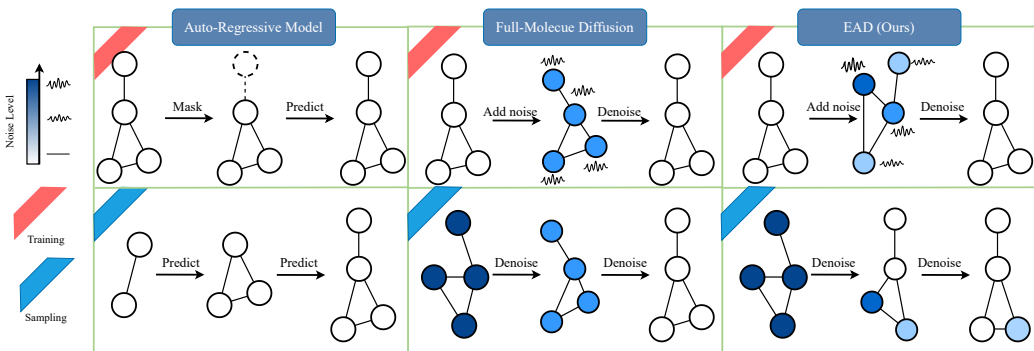 Auto-Regressive Model
Full-Molecue Diffusion
EAD (Ours)
Noise Level
Mask
Predict
Add noise
Denoise
Add noise
Denoise
Training
Sampling
Predict
Predict
Denoise
Denoise
Denoise
Denoise